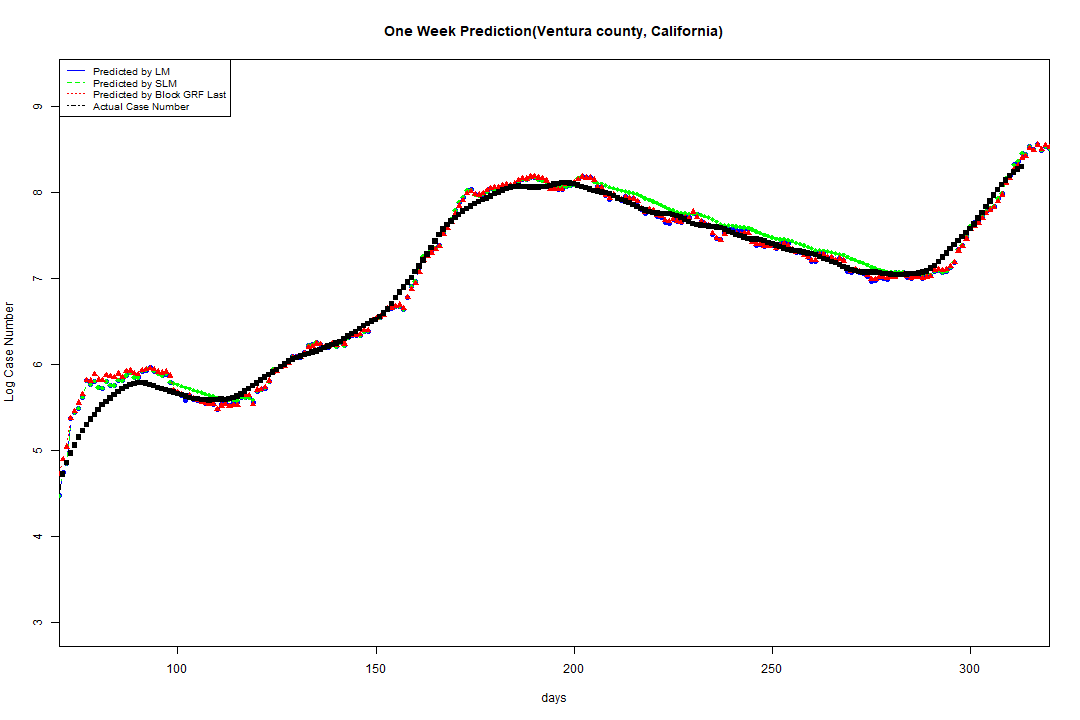 One Week Prediction(Ventura county, California)
Predicted by LM
Predicted by SLM
Predicted by Block GRF Last
Actual Case Number
9
8
7
6
5
4
3
Log Case Number
100 150 200 250 300
days